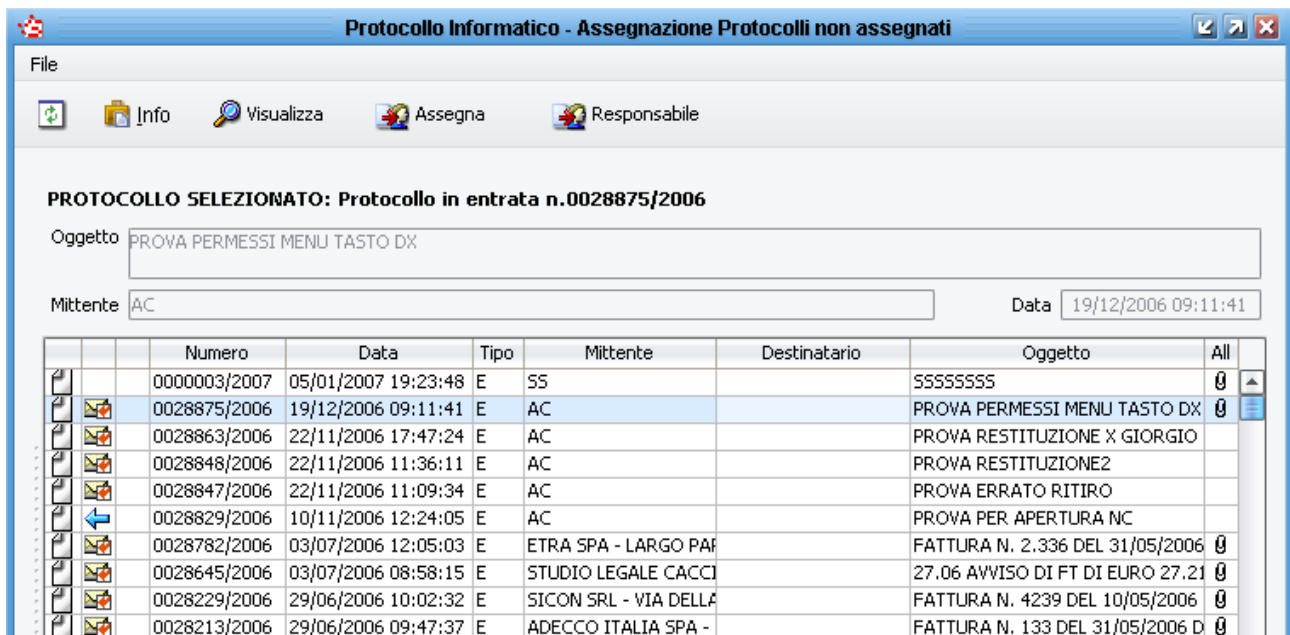 Protocollo Informatico - Assegnazione Protocolli non assegnati
File
Info Visualizza Assegna Responsabile
PROTOCOLLO SELEZIONATO: Protocollo in entrata n.0028875/2006
Oggetto PROVA PERMESSI MENU TASTO DX
Mittente AC Data 19/12/2006 09:11:41
Numero Data Tipo Mittente Destinatario Oggetto All
0000003/2007 05/01/2007 19:23:48 E SS SSSSSSSS
0028875/2006 19/12/2006 09:11:41 E AC PROVA PERMESSI MENU TASTO DX
0028863/2006 22/11/2006 17:47:24 E AC PROVA RESTITUZIONE X GIORGIO
0028848/2006 22/11/2006 11:36:11 E AC PROVA RESTITUZIONE2
0028847/2006 22/11/2006 11:09:34 E AC PROVA ERRATO RITIRO
0028829/2006 10/11/2006 12:24:05 E AC PROVA PER APERTURA NC
0028782/2006 03/07/2006 12:05:03 E ETRA SPA - LARGO PAR FATTURA N. 2.336 DEL 31/05/2006
0028645/2006 03/07/2006 08:58:15 E STUDIO LEGALE CACCI 27.06 AVVISO DI FT DI EURO 27.21
0028229/2006 29/06/2006 10:02:32 E SICON SRL - VIA DELLA FATTURA N. 4239 DEL 10/05/2006
0028213/2006 29/06/2006 09:47:37 E ADECCO ITALIA SPA - FATTURA N. 133 DEL 31/05/2006 D